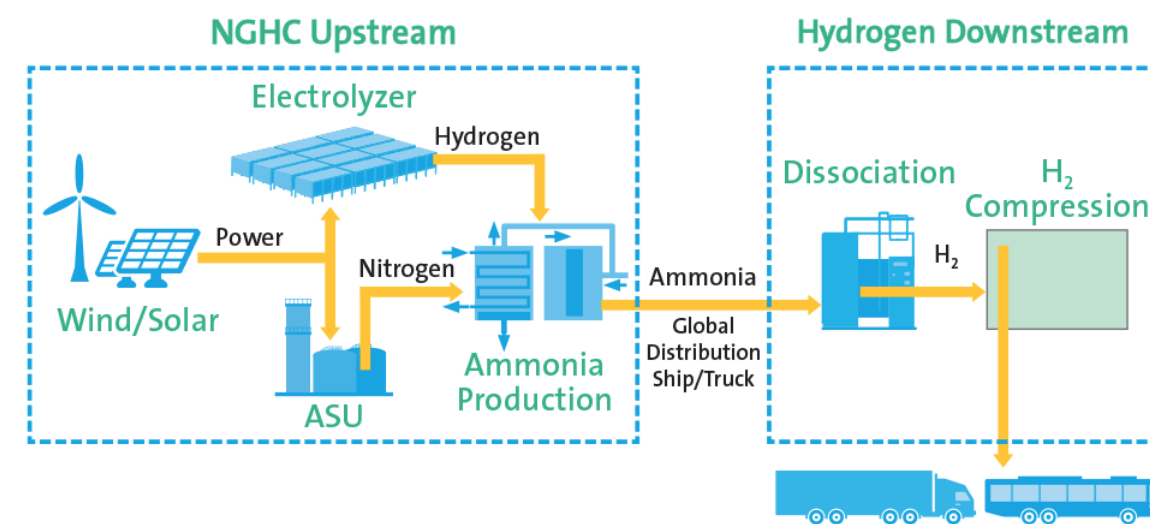 NGHC Upstream
Hydrogen Downstream
Electrolyzer
Hydrogen
Dissociation
H₂
Compression
Power
Nitrogen
Wind/Solar
Ammonia
H₂
Global
Distribution
Ship/Truck
Ammonia
Production
ASU